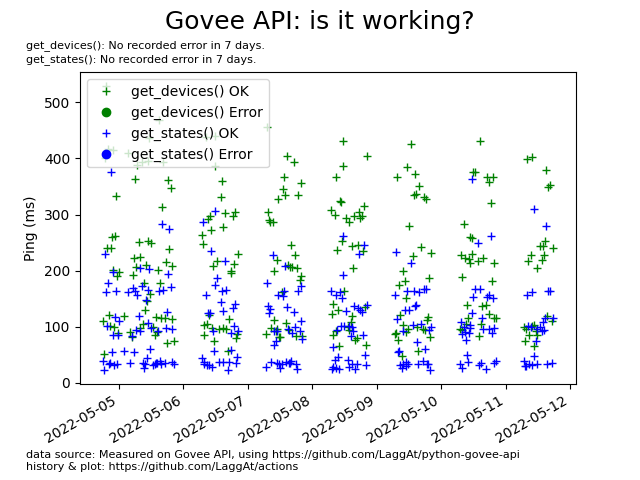 Govee API: is it working?
get_devices(): No recorded error in 7 days.
get_states(): No recorded error in 7 days.
get_devices() OK
get_devices() Error
get_states() OK
get_states() Error
Ping (ms)
500
400
300
200
100
0
2022-05-05
2022-05-06
2022-05-07
2022-05-08
2022-05-09
2022-05-10
2022-05-11
2022-05-12
data source: Measured on Govee API, using https://github.com/LaggAt/python-govee-api
history & plot: https://github.com/LaggAt/actions